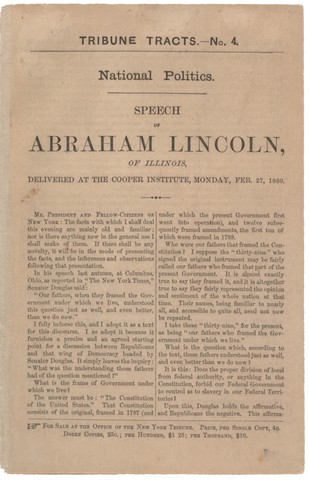 TRIBUNE TRACTS.—No. 4.
National Politics.
SPEECH
OF
ABRAHAM LINCOLN,
OF ILLINOIS,
DELIVERED AT THE COOPER INSTITUTE, MONDAY, FEB. 27, 1860.
MR. PRESIDENT AND FELLOW-CITIZENS OF
NEW YORK: The facts with which I shall deal
this evening are mainly old and familiar;
nor is there anything new in the general use I
shall make of them. If there shall be any
novelty, it will be in the mode of presenting
the facts, and the inferences and observations
following that presentation.
In his speech last autumn, at Columbus,
Ohio, as reported in "The New York Times,"
Senator Douglas said:
"Our fathers, when they framed the Gov-
ernment under which we live, understood
this question just as well, and even better,
than we do now."
I fully indorse this, and I adopt it as a text
for this discourse. I so adopt it because it
furnishes a precise and an agreed starting
point for a discussion between Republicans
and that wing of Democracy headed by
Senator Douglas. It simply leaves the inquiry:
"What was the understanding those fathers
had of the question mentioned?"
What is the frame of Government under
which we live?
The answer must be: "The Constitution
of the United States." That Constitution
consists of the original, framed in 1787 (and
under which the present Government first
went into operation), and twelve subse-
quently framed amendments, the first ten of
which were framed in 1789.
Who were our fathers that framed the Con-
stitution? I suppose the "thirty-nine" who
signed the original instrument may be fairly
called our fathers who framed that part of the
present Government. It is almost exactly
true to say they framed it, and it is altogether
true to say they fairly represented the opinion
and sentiment of the whole nation at that
time. Their names, being familiar to nearly
all, and accessible to quite all, need not now
be repeated.
I take these "thirty-nine," for the present,
as being "our fathers who framed the Gov-
ernment under which we live."
What is the question which, according to
the text, those fathers understood just as well,
and even better than we do now?
It is this: Does the proper division of local
from federal authority, or anything in the
Constitution, forbid our Federal Government
to control as to slavery in our Federal Terri-
tories?
Upon this, Douglas holds the affirmative,
and Republicans the negative. This affirma-
☞ FOR SALE AT THE OFFICE OF THE NEW YORK TRIBUNE. PRICE, PER SINGLE COPY, 4c.
DOZEN COPIES, 25c.; PER HUNDRED, $1 25; PER THOUSAND, $10.